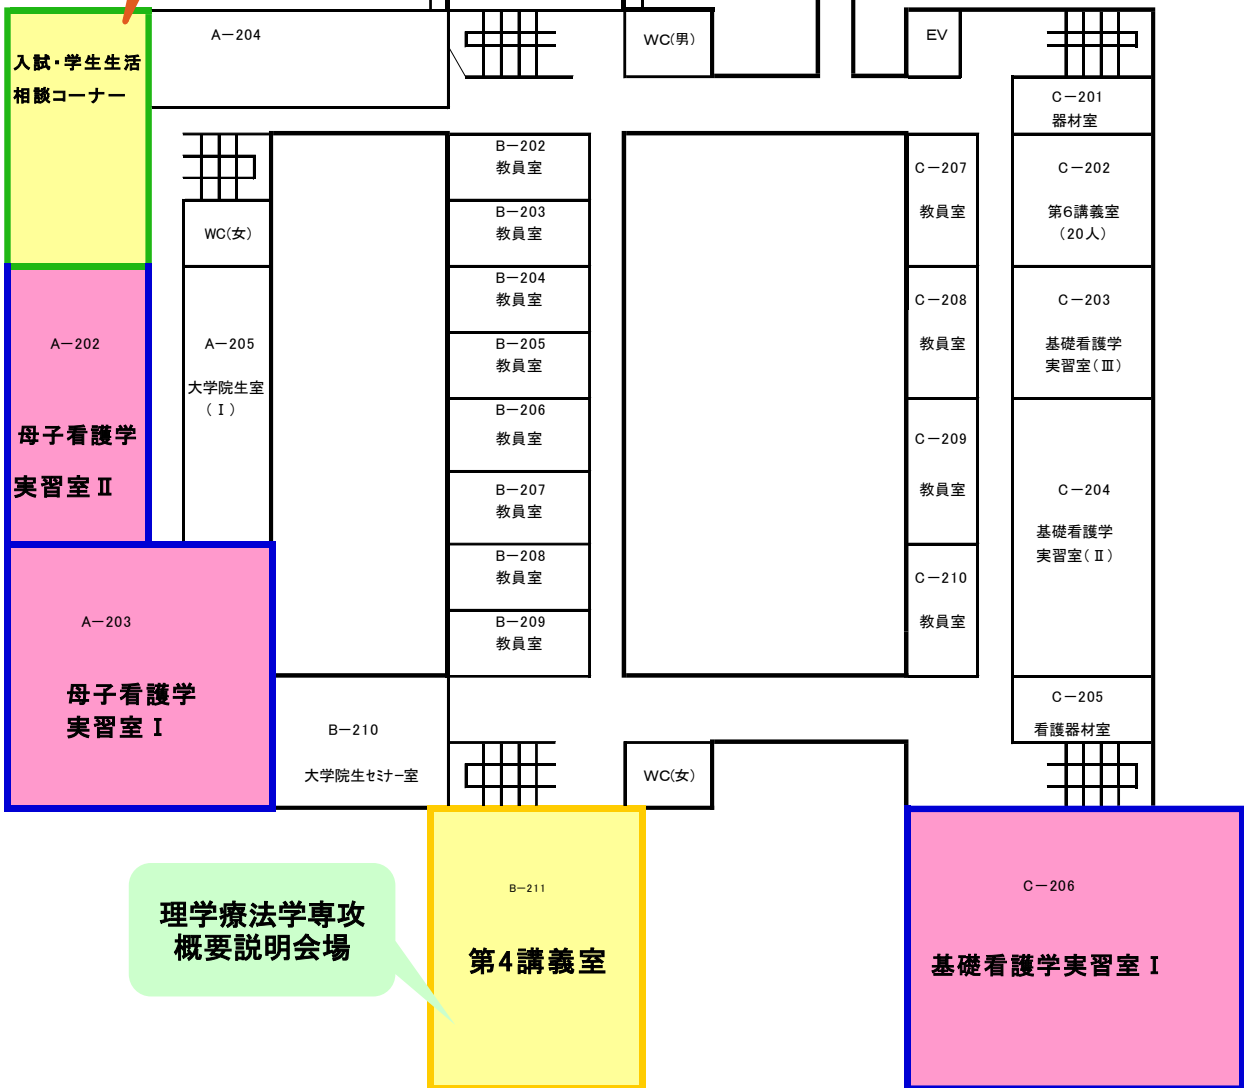 A－204
WC(男)
EV
入試・学生生活
相談コーナー
C－201
器材室
B－202
教員室
C－207
教員室
C－202
第6講義室
(20人)
B－203
教員室
WC(女)
B－204
教員室
C－208
教員室
C－203
基礎看護学
実習室(Ⅲ)
A－202
母子看護学
実習室Ⅱ
A－205
大学院生室
(Ⅰ)
B－205
教員室
B－206
教員室
C－209
教員室
B－207
教員室
C－204
基礎看護学
実習室(Ⅱ)
B－208
教員室
C－210
教員室
B－209
教員室
A－203
母子看護学
実習室Ⅰ
B－210
大学院生セミナー室
WC(女)
C－205
看護器材室
理学療法学専攻
概要説明会場
B－211
第4講義室
C－206
基礎看護学実習室Ⅰ